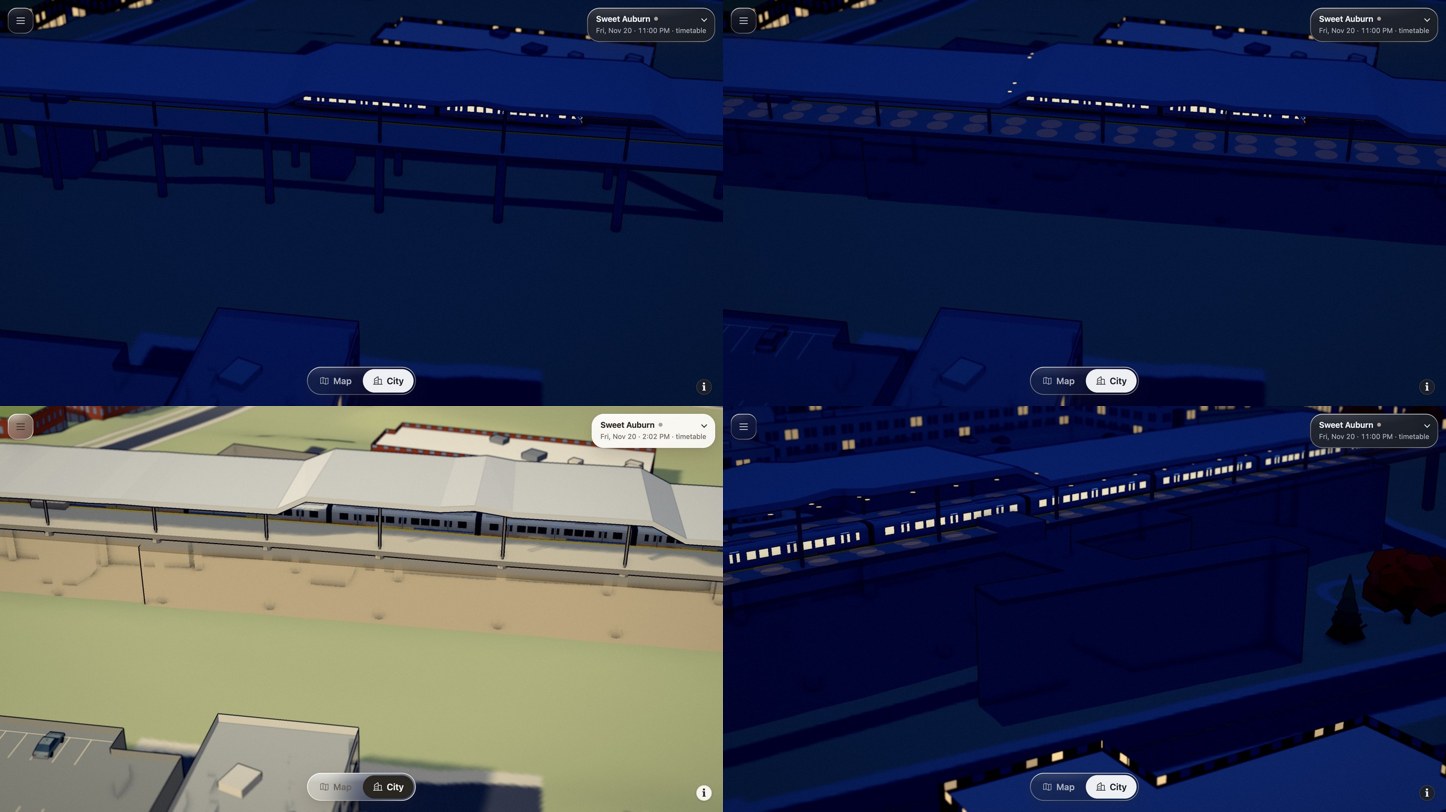 Sweet Auburn
Fri, Nov 20 · 11:00 PM · timetable
Map
City
Sweet Auburn
Fri, Nov 20 · 11:00 PM · timetable
Map
City
Sweet Auburn
Fri, Nov 20 · 2:02 PM · timetable
Map
City
Sweet Auburn
Fri, Nov 20 · 11:00 PM · timetable
Map
City